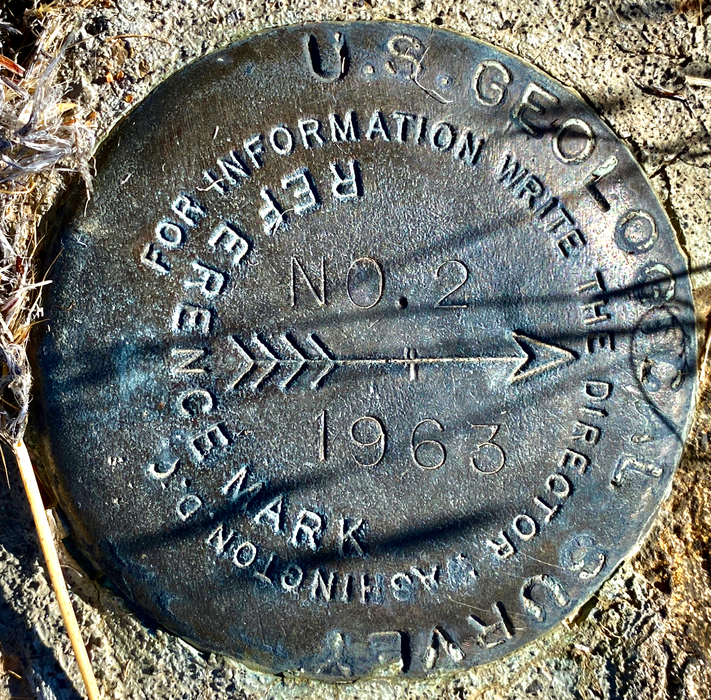 U.S. GEOLOGICAL SURVEY
FOR INFORMATION WRITE THE DIRECTOR WASHINGTON D.C.
REFERENCE MARK
NO. 2
1963